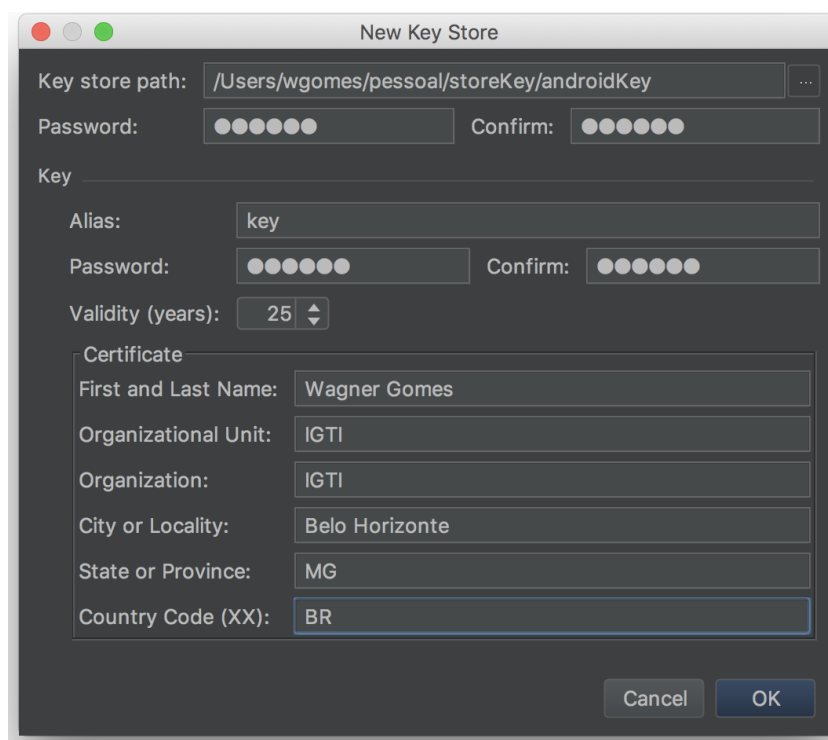 New Key Store
Key store path: /Users/wgomes/pessoal/storeKey/androidKey ...
Password: ●●●●●● Confirm: ●●●●●●
Key
Alias: key
Password: ●●●●●● Confirm: ●●●●●●
Validity (years): 25
Certificate
First and Last Name: Wagner Gomes
Organizational Unit: IGTI
Organization: IGTI
City or Locality: Belo Horizonte
State or Province: MG
Country Code (XX): BR
Cancel OK